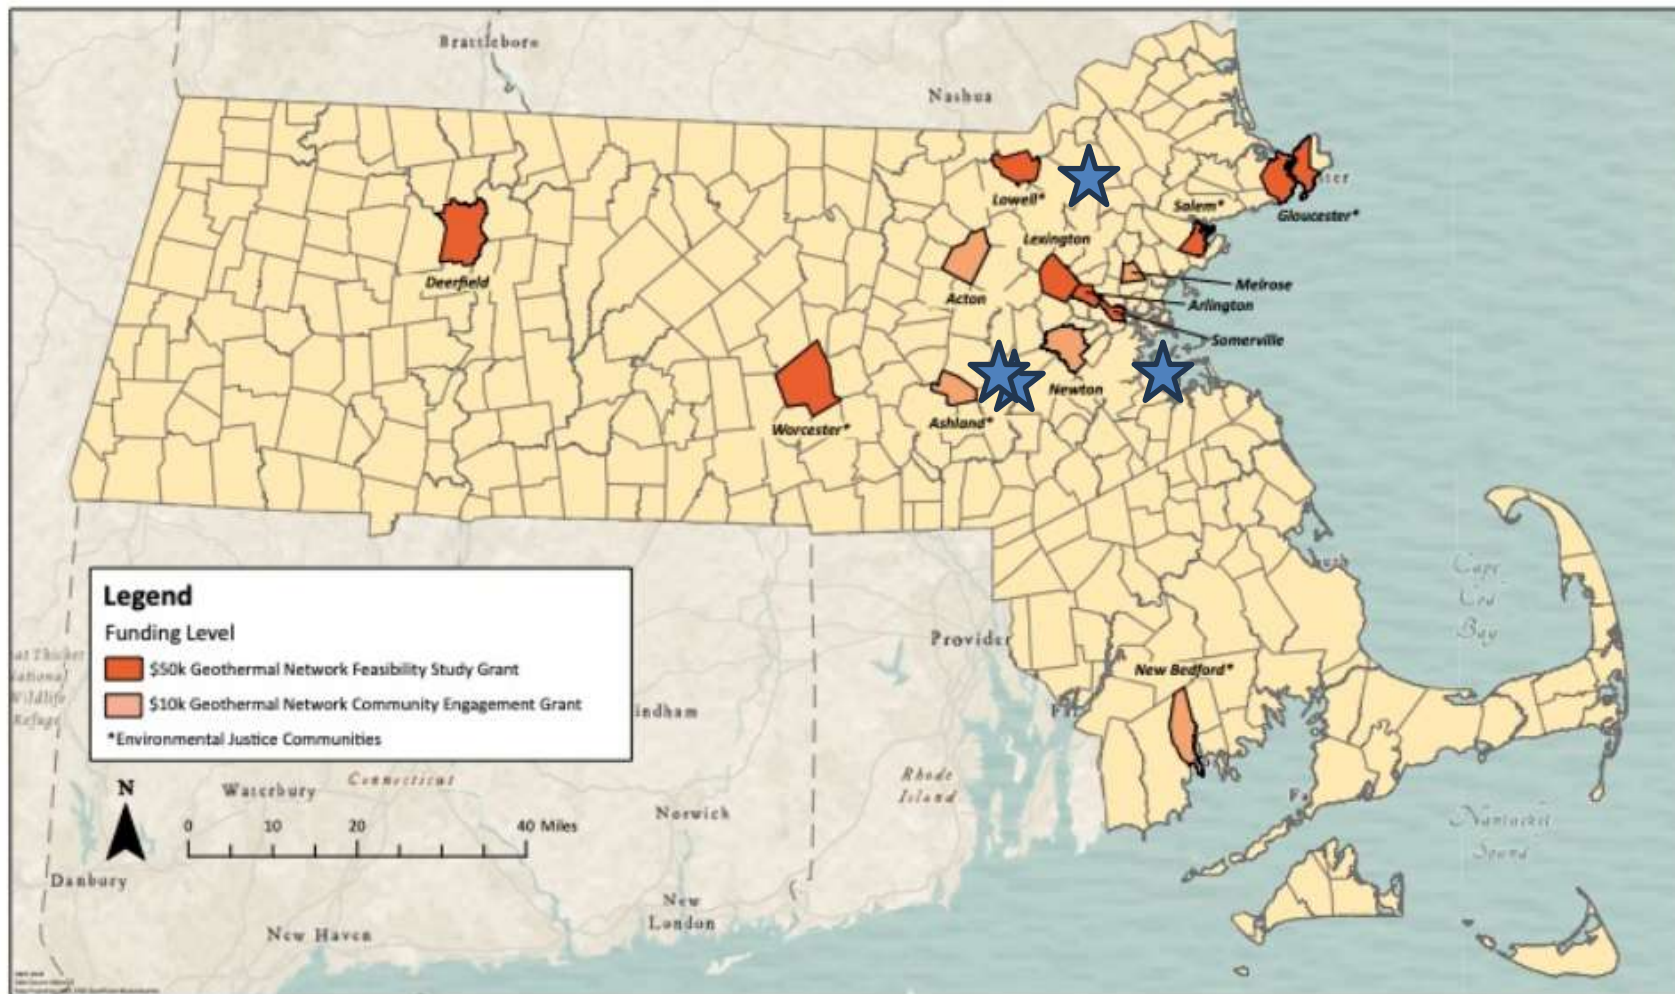 Brattleboro
Nashua
Lowell*
Salem*
Gloucester*
Lexington
Deerfield
Acton
Melrose
Arlington
Somerville
Newton
Worcester*
Ashland*
Legend
Funding Level
$50k Geothermal Network Feasibility Study Grant
$10k Geothermal Network Community Engagement Grant
*Environmental Justice Communities
Cape
Cod
Bay
New Bedford*
N
0 10 20 40 Miles
Waterbury
Connecticut
Norwich
Rhode
Island
Nantucket
Sound
Danbury
New
London
New Haven